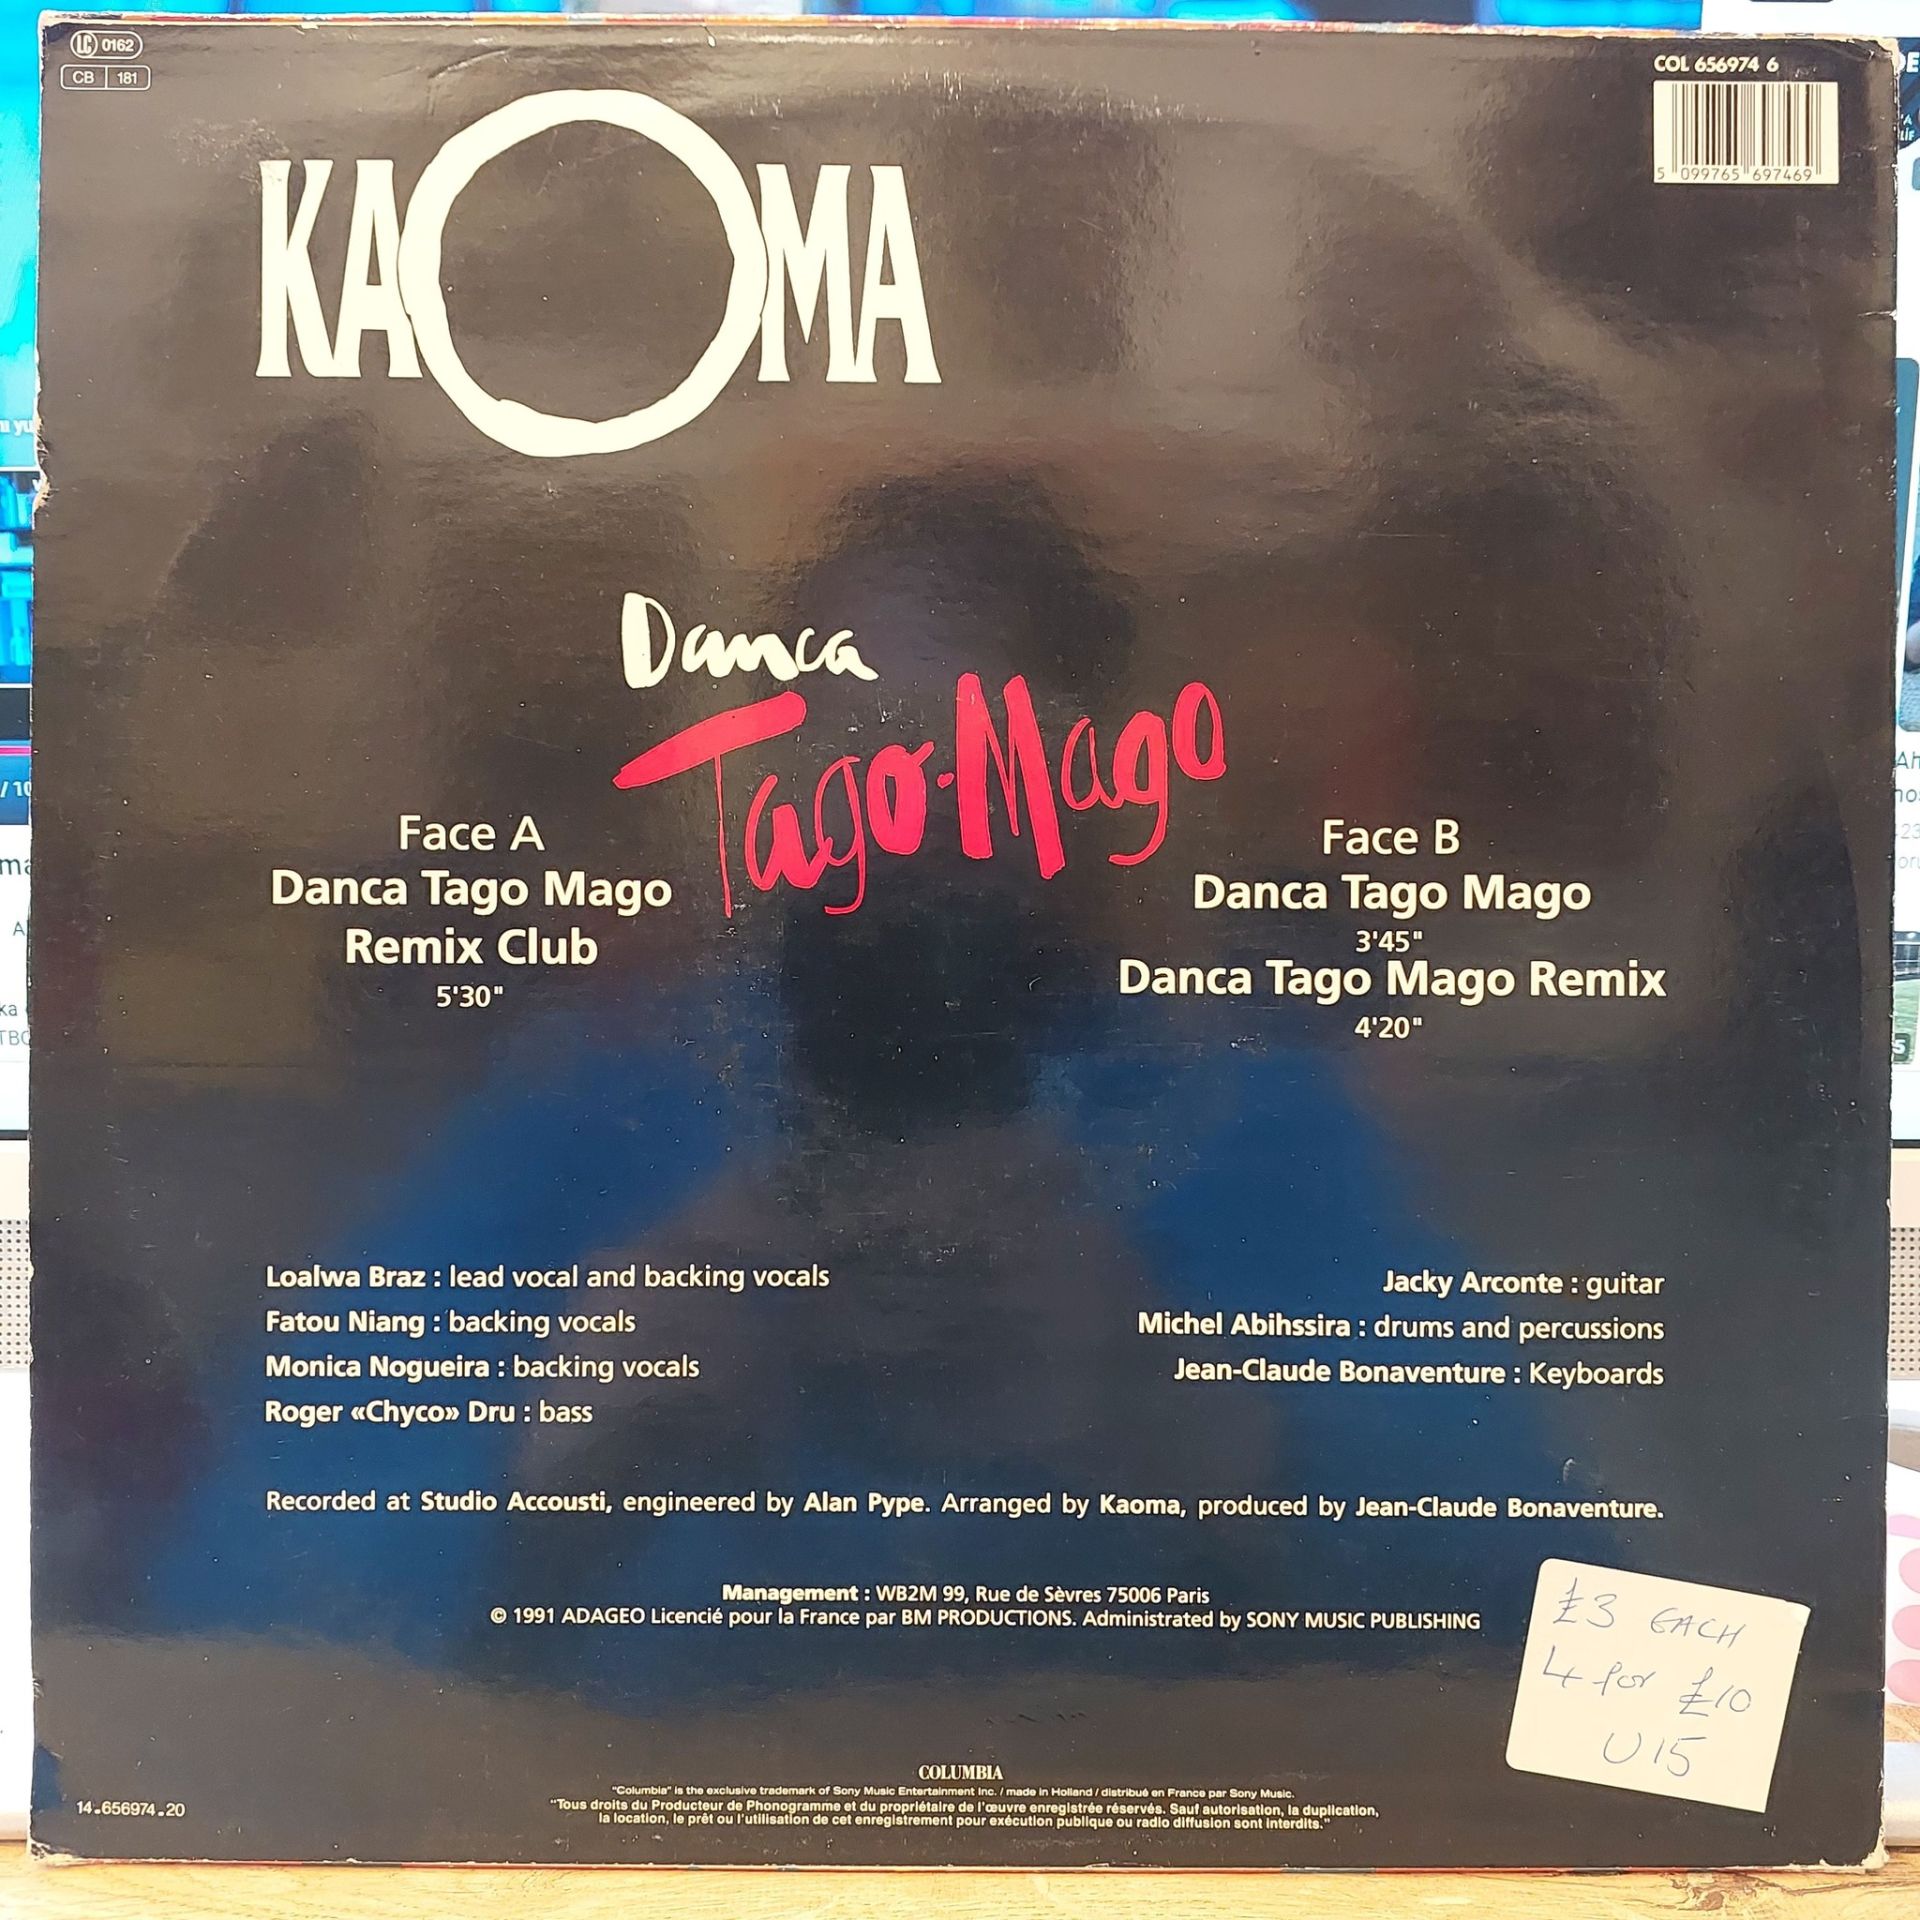 LC 0162
CB 181
COL 656974 6
5 099765 697469
KAOMA
Danca
Tago-Mago
Face A
Danca Tago Mago
Remix Club
5'30"
Face B
Danca Tago Mago
3'45"
Danca Tago Mago Remix
4'20"
Loalwa Braz : lead vocal and backing vocals
Fatou Niang : backing vocals
Monica Nogueira : backing vocals
Roger «Chyco» Dru : bass
Jacky Arconte : guitar
Michel Abihssira : drums and percussions
Jean-Claude Bonaventure : Keyboards
Recorded at Studio Accousti, engineered by Alan Pype. Arranged by Kaoma, produced by Jean-Claude Bonaventure.
Management : WB2M 99, Rue de Sèvres 75006 Paris
© 1991 ADAGEO Licencié pour la France par BM PRODUCTIONS. Administrated by SONY MUSIC PUBLISHING
£3 EACH
4 for £10
U15
COLUMBIA
"Columbia" is the exclusive trademark of Sony Music Entertainment Inc. / made in Holland / distribué en France par Sony Music.
"Tous droits du Producteur de Phonogramme et du propriétaire de l'œuvre enregistrée réservés. Sauf autorisation, la duplication,
la location, le prêt ou l'utilisation de cet enregistrement pour exécution publique ou radio diffusion sont interdits."
14-656974-20